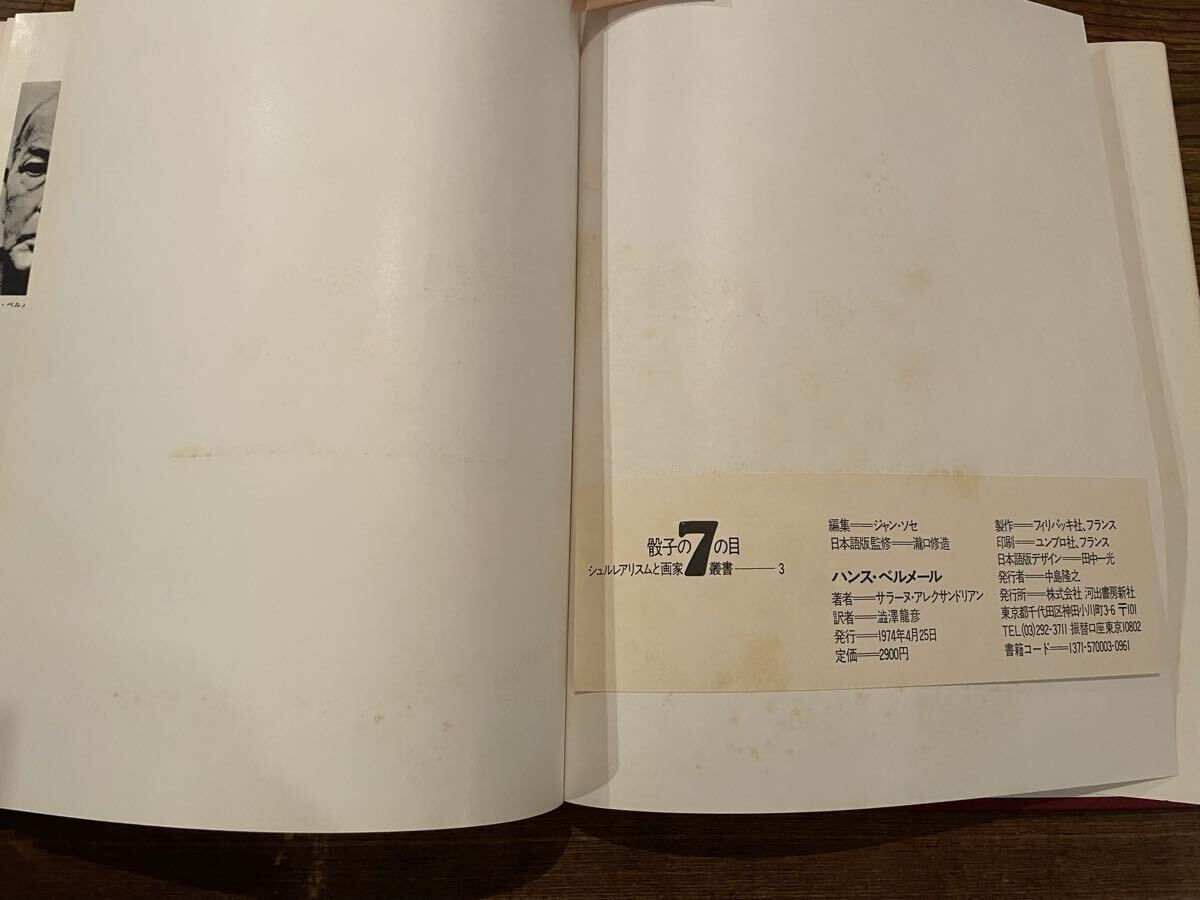 ・ベル
骰子の7の目
シュルレアリスムと画家叢書━━3
編集━━ジャン・ソセ
日本語版監修━━瀧口修造
ハンス・ベルメール
著者━━サラーヌ・アレクサンドリアン
訳者━━澁澤龍彦
発行━━1974年4月25日
定価━━2900円
製作━━フィリパッキ社、フランス
印刷━━ユンプロ社、フランス
日本語版デザイン━━田中一光
発行者━━中島隆之
発行所━━株式会社 河出書房新社
東京都千代田区神田小川町3-6 〒101
TEL(03)292-3711 振替口座東京10802
書籍コード━━1371-570003-0961